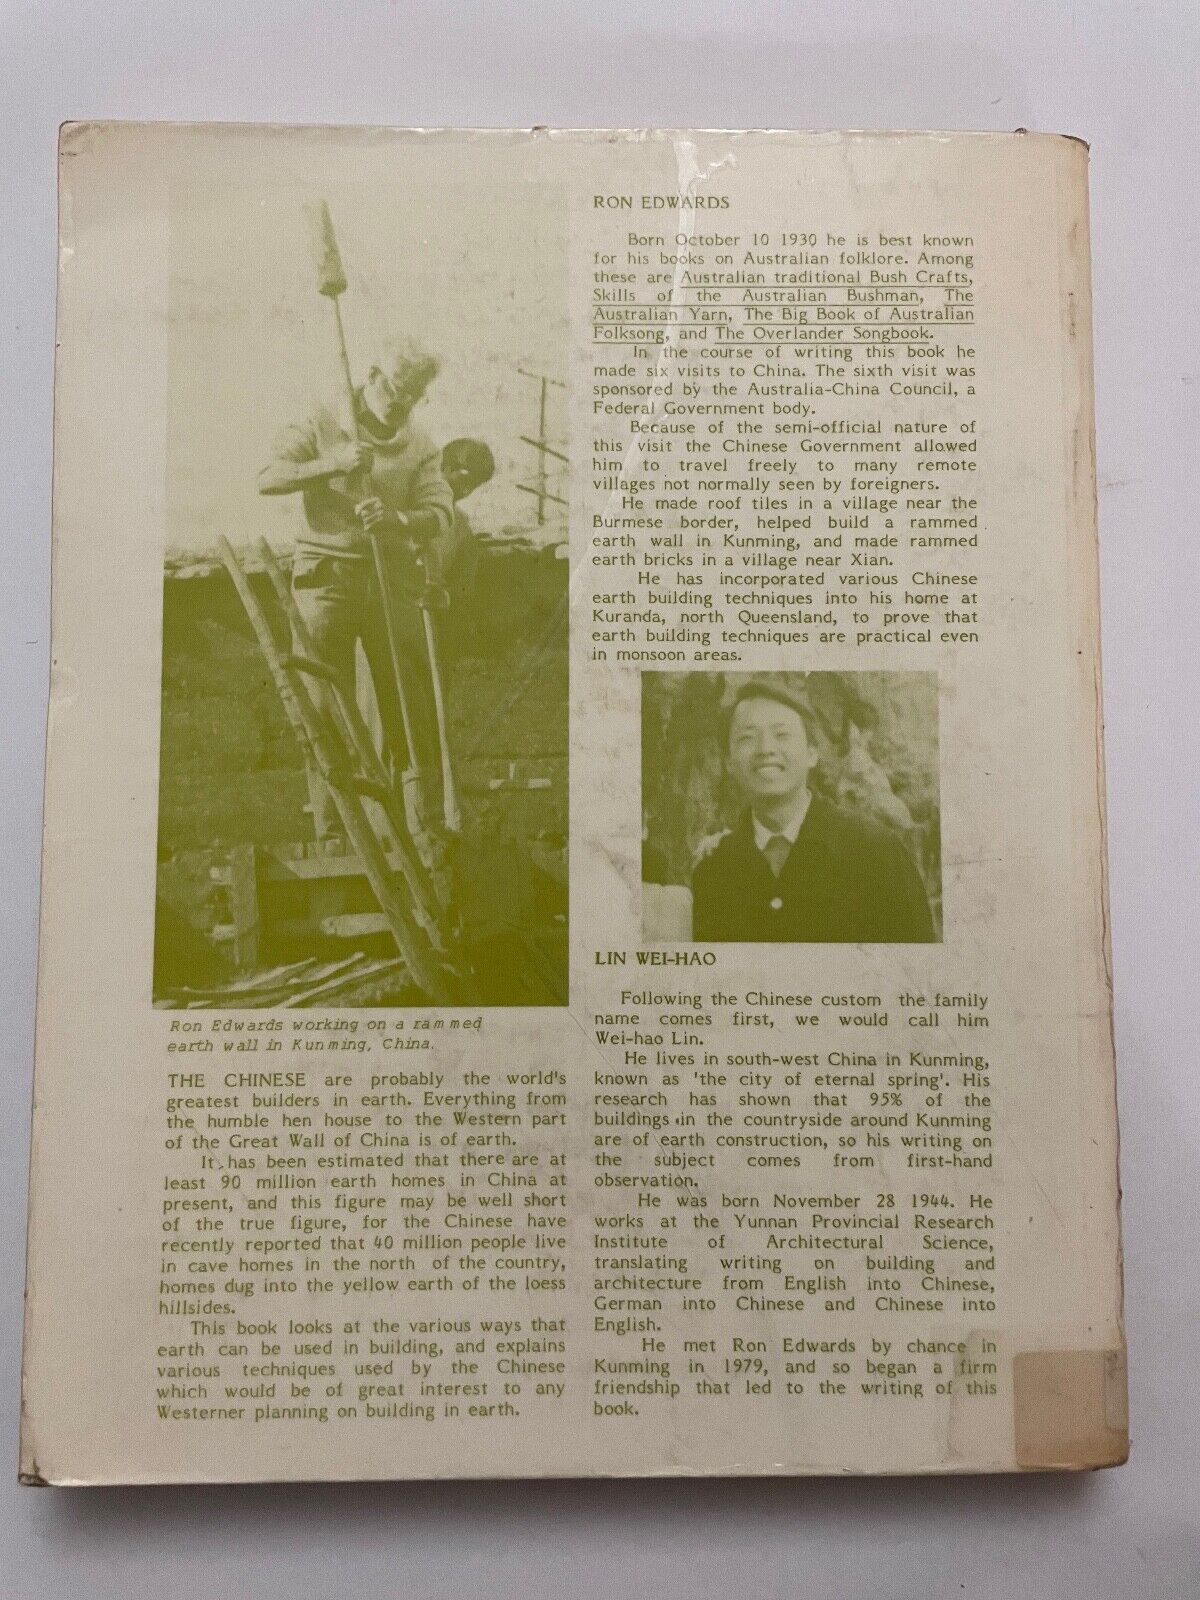 Ron Edwards working on a rammed
earth wall in Kunming, China.
THE CHINESE are probably the world's
greatest builders in earth. Everything from
the humble hen house to the Western part
of the Great Wall of China is of earth.
It has been estimated that there are at
least 90 million earth homes in China at
present, and this figure may be well short
of the true figure, for the Chinese have
recently reported that 40 million people live
in cave homes in the north of the country,
homes dug into the yellow earth of the loess
hillsides.
This book looks at the various ways that
earth can be used in building, and explains
various techniques used by the Chinese
which would be of great interest to any
Westerner planning on building in earth.
RON EDWARDS
Born October 10 1930 he is best known
for his books on Australian folklore. Among
these are Australian traditional Bush Crafts,
Skills of the Australian Bushman, The
Australian Yarn, The Big Book of Australian
Folksong, and The Overlander Songbook.
In the course of writing this book he
made six visits to China. The sixth visit was
sponsored by the Australia-China Council, a
Federal Government body.
Because of the semi-official nature of
this visit the Chinese Government allowed
him to travel freely to many remote
villages not normally seen by foreigners.
He made roof tiles in a village near the
Burmese border, helped build a rammed
earth wall in Kunming, and made rammed
earth bricks in a village near Xian.
He has incorporated various Chinese
earth building techniques into his home at
Kuranda, north Queensland, to prove that
earth building techniques are practical even
in monsoon areas.
LIN WEI-HAO
Following the Chinese custom the family
name comes first, we would call him
Wei-hao Lin.
He lives in south-west China in Kunming,
known as 'the city of eternal spring'. His
research has shown that 95% of the
buildings in the countryside around Kunming
are of earth construction, so his writing on
the subject comes from first-hand
observation.
He was born November 28 1944. He
works at the Yunnan Provincial Research
Institute of Architectural Science,
translating writing on building and
architecture from English into Chinese,
German into Chinese and Chinese into
English.
He met Ron Edwards by chance in
Kunming in 1979, and so began a firm
friendship that led to the writing of this
book.